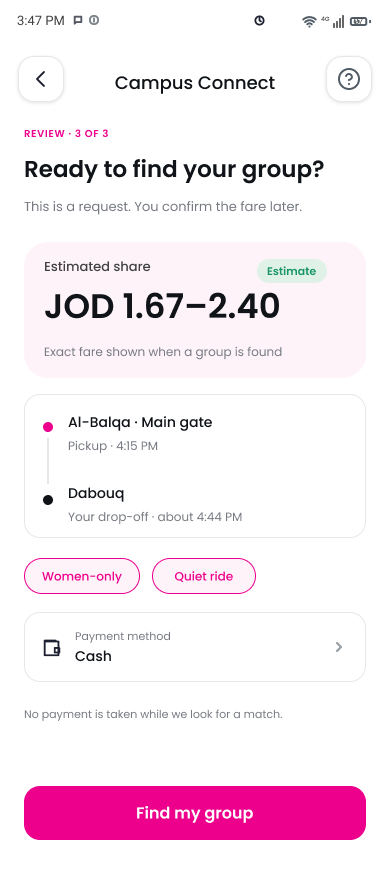 3:47 PM
4G
Campus Connect
REVIEW · 3 OF 3
Ready to find your group?
This is a request. You confirm the fare later.
Estimated share
Estimate
JOD 1.67–2.40
Exact fare shown when a group is found
Al-Balqa · Main gate
Pickup · 4:15 PM
Dabouq
Your drop-off · about 4:44 PM
Women-only
Quiet ride
Payment method
Cash
No payment is taken while we look for a match.
Find my group